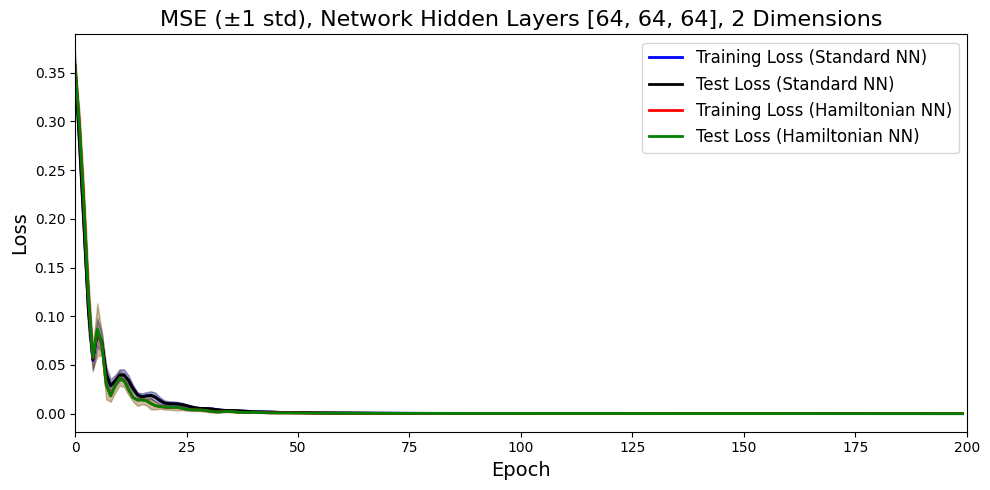 MSE (±1 std), Network Hidden Layers [64, 64, 64], 2 Dimensions
Training Loss (Standard NN)
Test Loss (Standard NN)
Training Loss (Hamiltonian NN)
Test Loss (Hamiltonian NN)
Loss
0.35
0.30
0.25
0.20
0.15
0.10
0.05
0.00
0 25 50 75 100 125 150 175 200
Epoch